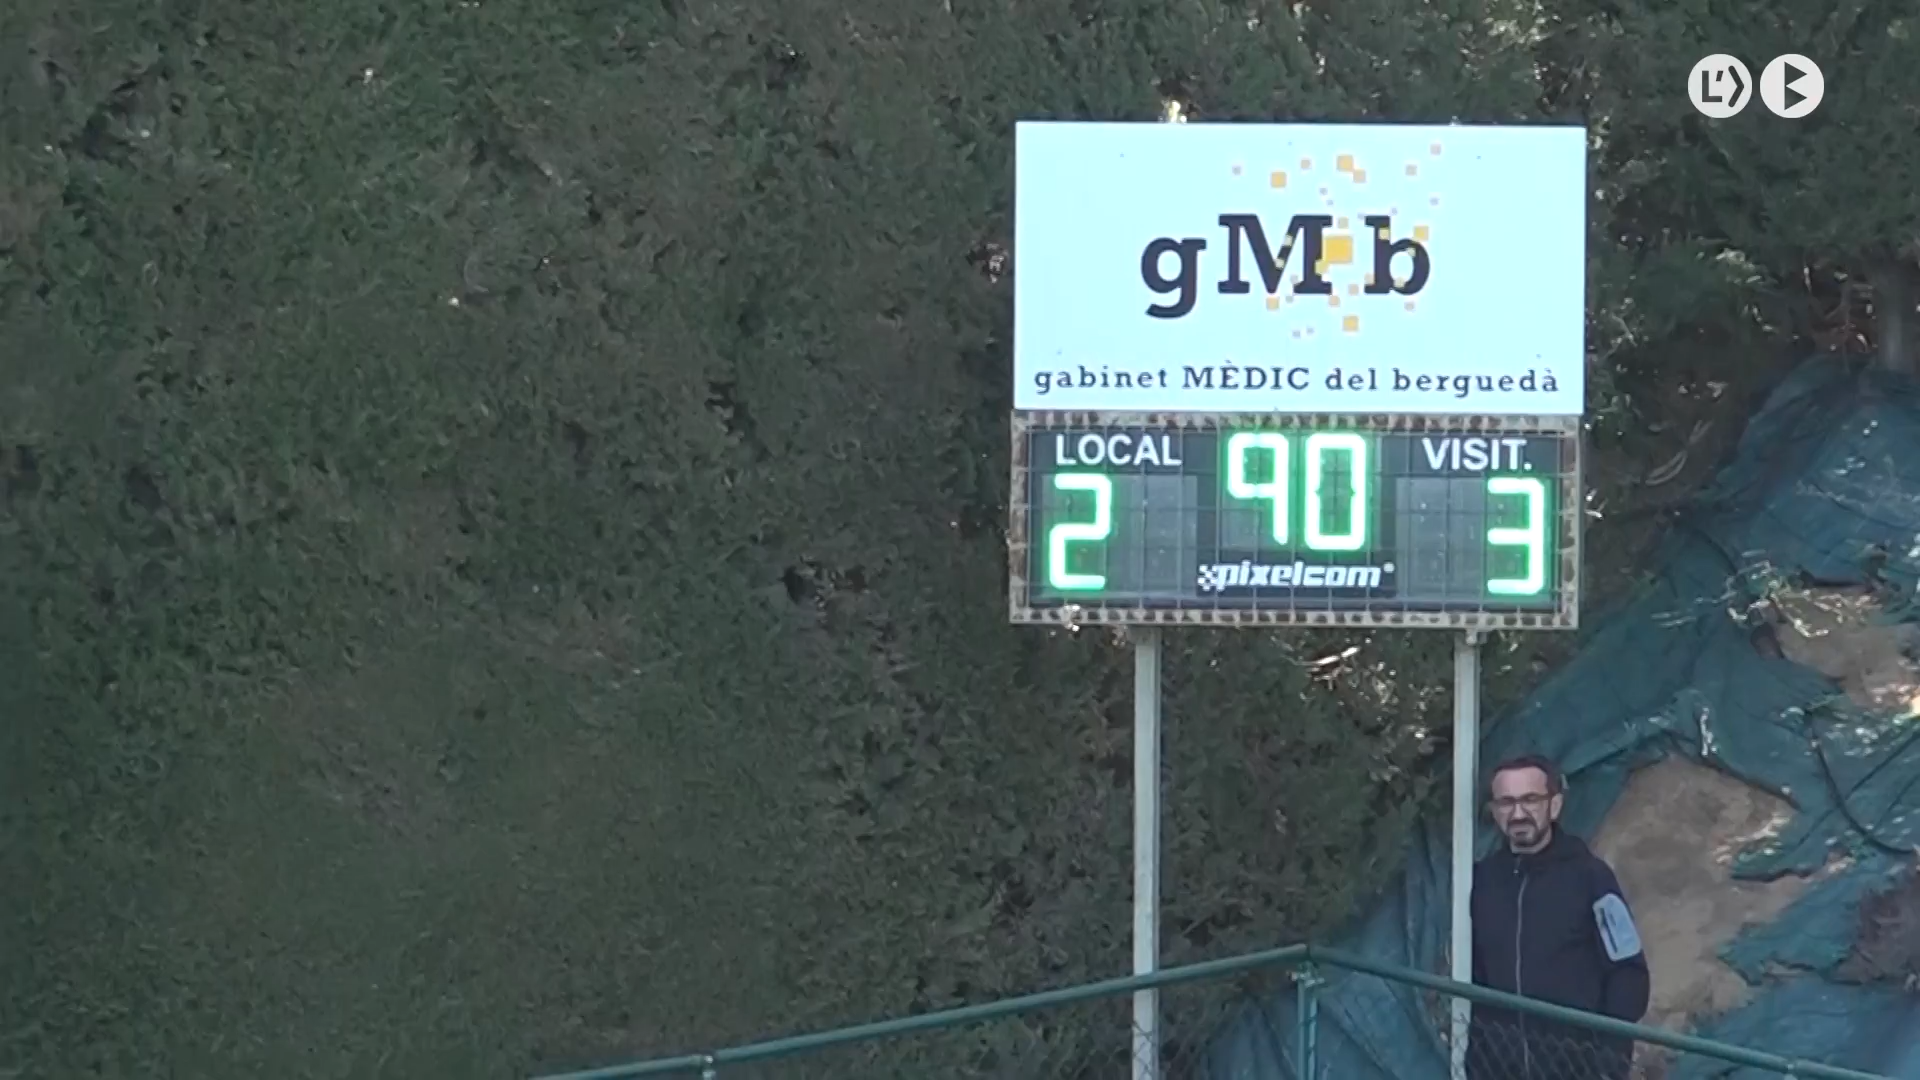 L'
gMb
gabinet MÈDIC del berguedà
LOCAL 90 VISIT.
2 3
pixelcom®